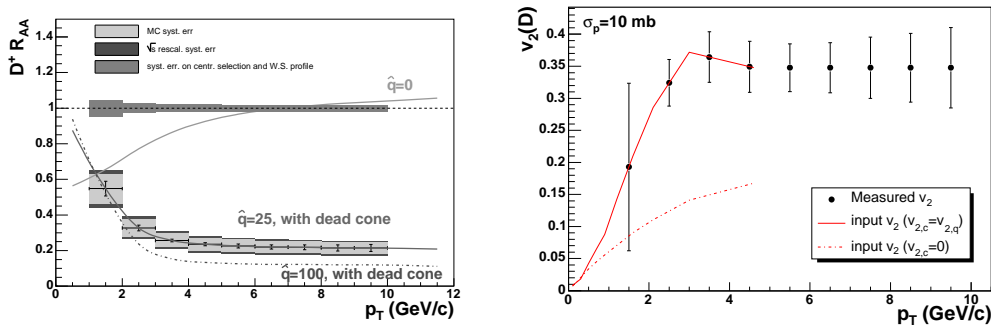 D⁺ R_AA
1.4
1.2
1
0.8
0.6
0.4
0.2
0
MC syst. err
√s rescal. syst. err
syst. err. on centr. selection and W.S. profile
q̂=0
q̂=25, with dead cone
q̂=100, with dead cone
0 2 4 6 8 10 12
p_T (GeV/c)
v₂(D)
0.4
0.35
0.3
0.25
0.2
0.15
0.1
0.05
0
σ_p=10 mb
Measured v₂
input v₂ (v₂,c=v₂,q)
input v₂ (v₂,c=0)
0 2 4 6 8 10
p_T (GeV/c)